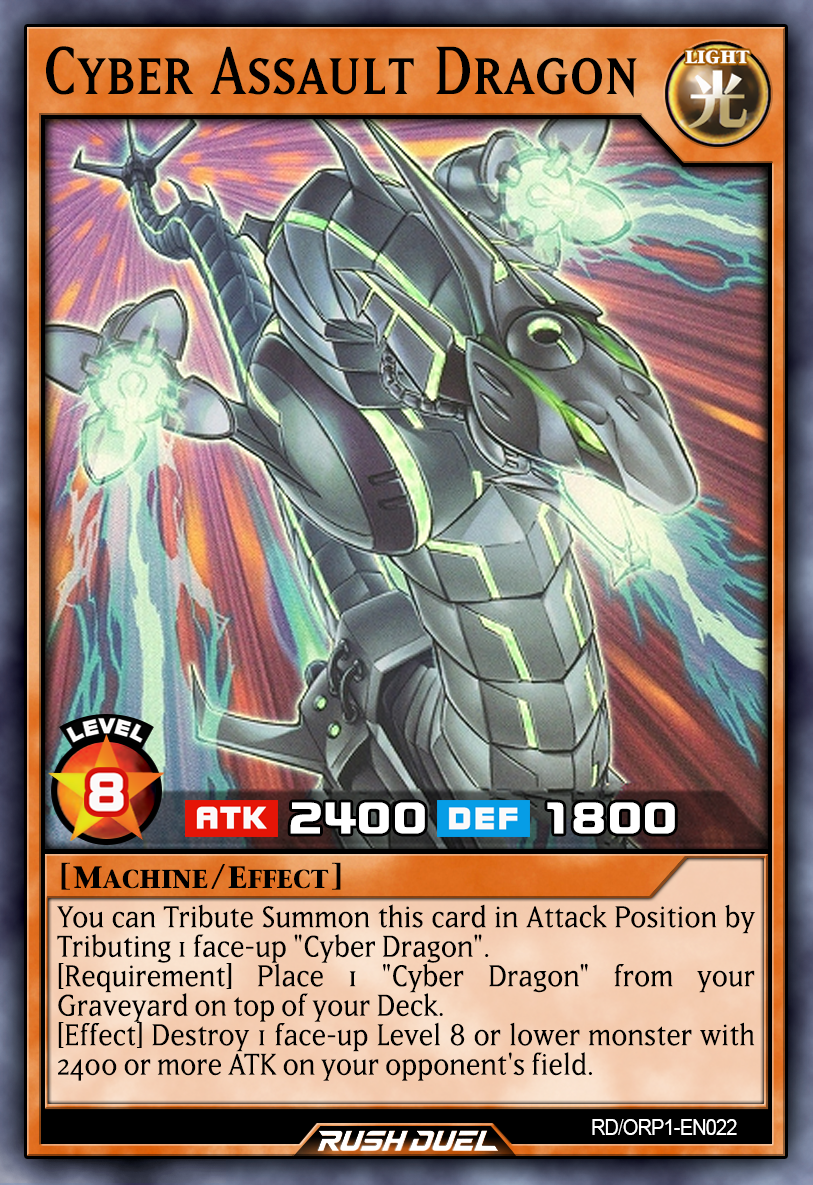 Cyber Assault Dragon
LIGHT
光
LEVEL
8
ATK 2400 DEF 1800
[Machine/Effect]
You can Tribute Summon this card in Attack Position by
Tributing 1 face-up "Cyber Dragon".
[Requirement] Place 1 "Cyber Dragon" from your
Graveyard on top of your Deck.
[Effect] Destroy 1 face-up Level 8 or lower monster with
2400 or more ATK on your opponent's field.
RUSH DUEL
RD/ORP1-EN022